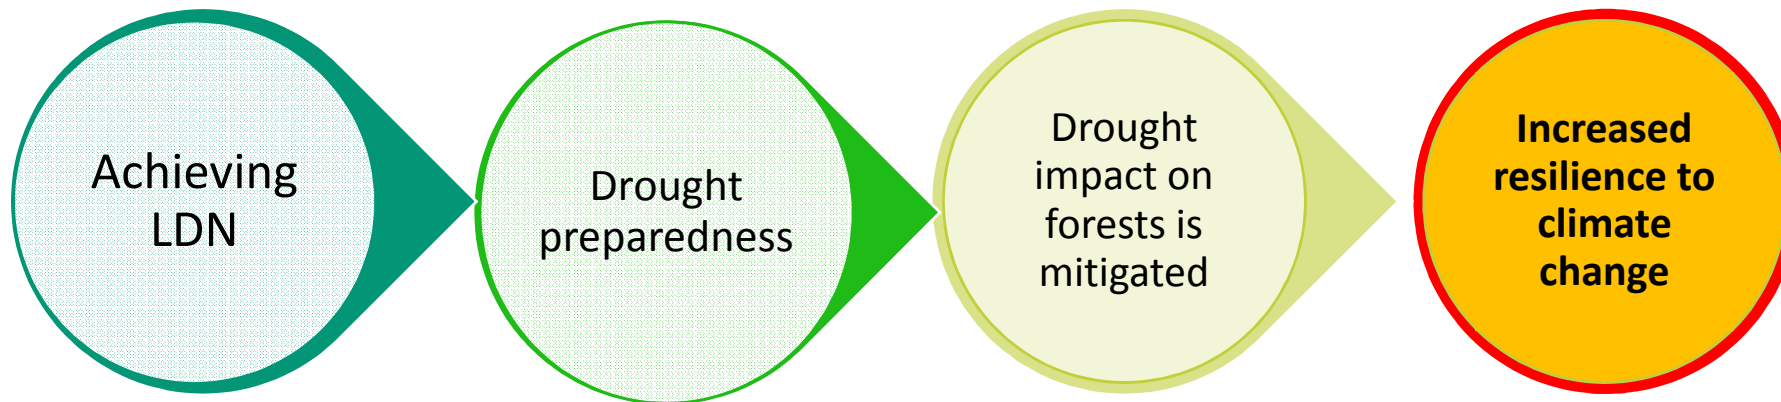 Achieving
LDN
Drought
preparedness
Drought
impact on
forests is
mitigated
Increased
resilience to
climate
change